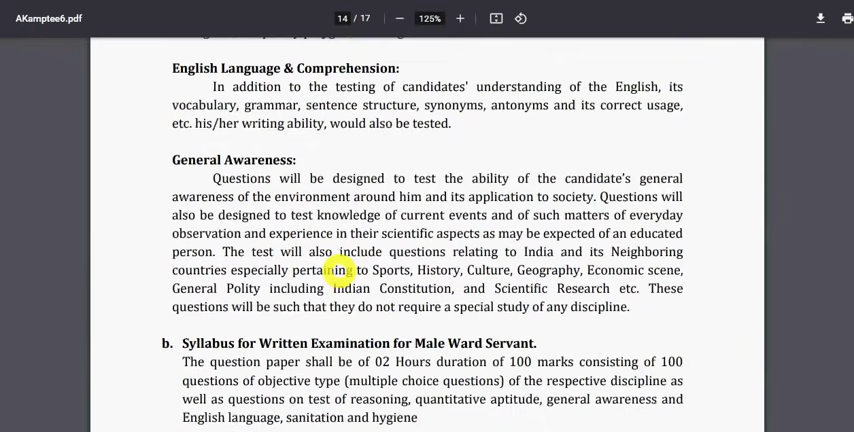 AKamptee6.pdf
14 / 17
125%
English Language & Comprehension:
In addition to the testing of candidates' understanding of the English, its
vocabulary, grammar, sentence structure, synonyms, antonyms and its correct usage,
etc. his/her writing ability, would also be tested.
General Awareness:
Questions will be designed to test the ability of the candidate's general
awareness of the environment around him and its application to society. Questions will
also be designed to test knowledge of current events and of such matters of everyday
observation and experience in their scientific aspects as may be expected of an educated
person. The test will also include questions relating to India and its Neighboring
countries especially pertaining to Sports, History, Culture, Geography, Economic scene,
General Polity including Indian Constitution, and Scientific Research etc. These
questions will be such that they do not require a special study of any discipline.
b. Syllabus for Written Examination for Male Ward Servant.
The question paper shall be of 02 Hours duration of 100 marks consisting of 100
questions of objective type (multiple choice questions) of the respective discipline as
well as questions on test of reasoning, quantitative aptitude, general awareness and
English language, sanitation and hygiene